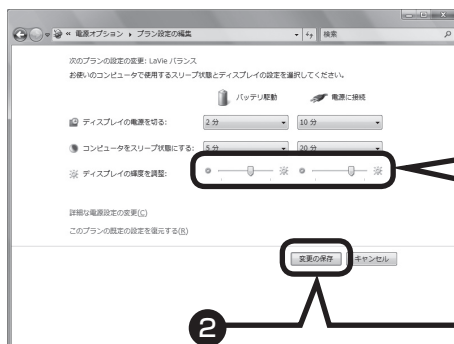 « 電源オプション ▸ プラン設定の編集 検索
次のプランの設定の変更: LaVie バランス
お使いのコンピュータで使用するスリープ状態とディスプレイの設定を選択してください。
バッテリ駆動 電源に接続
ディスプレイの電源を切る: 2 分 10 分
コンピュータをスリープ状態にする: 5 分 20 分
ディスプレイの輝度を調整:
詳細な電源設定の変更(C)
このプランの既定の設定を復元する(R)
変更の保存 キャンセル
2